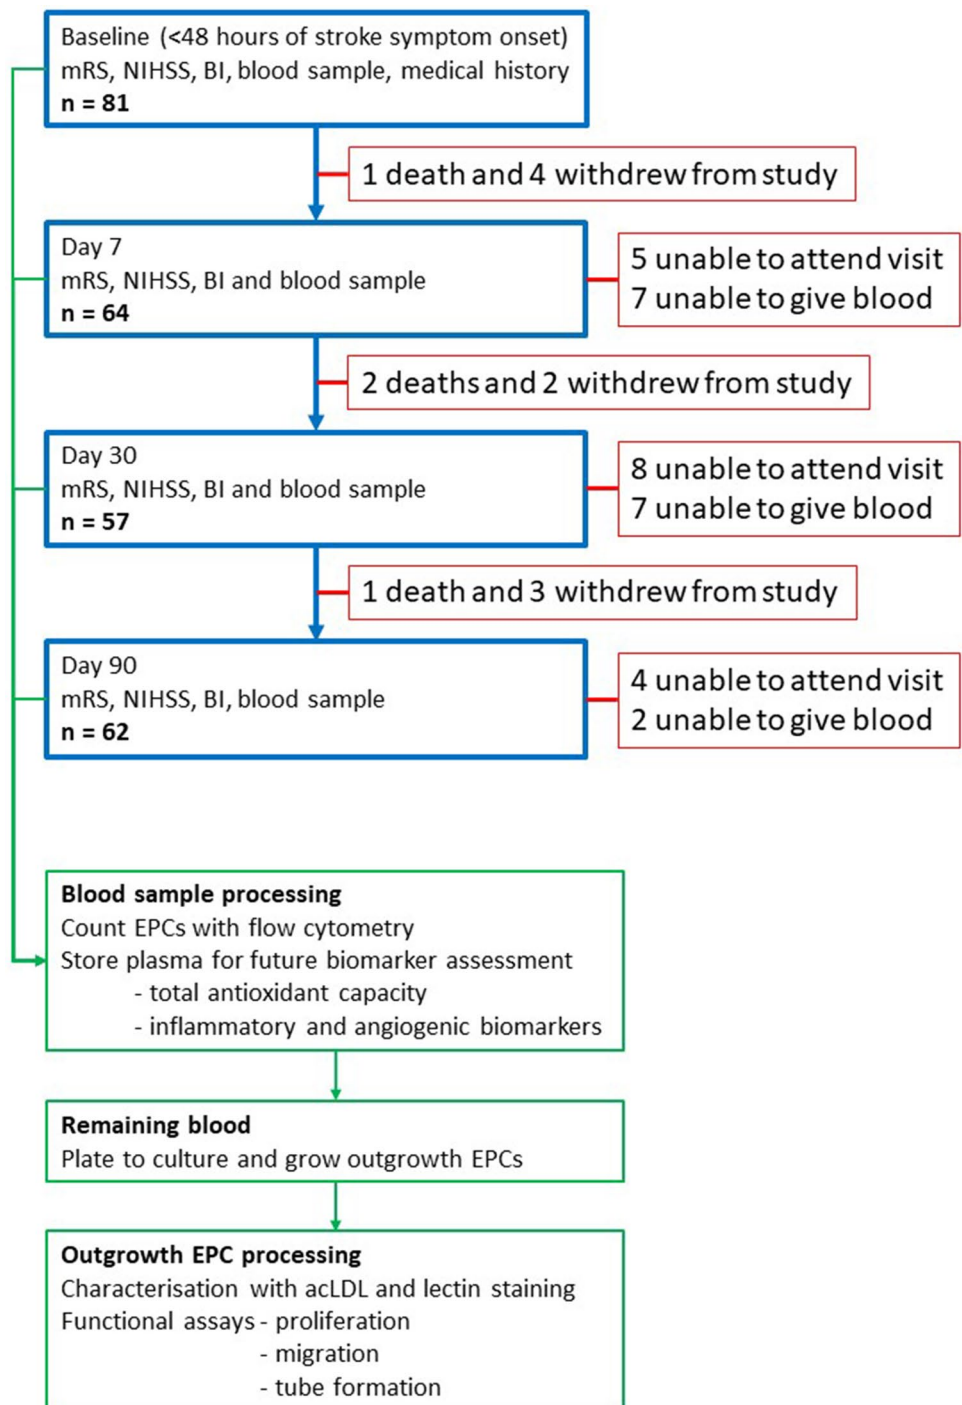 Baseline (<48 hours of stroke symptom onset)
mRS, NIHSS, BI, blood sample, medical history
n = 81
1 death and 4 withdrew from study
Day 7
mRS, NIHSS, BI and blood sample
n = 64
5 unable to attend visit
7 unable to give blood
2 deaths and 2 withdrew from study
Day 30
mRS, NIHSS, BI and blood sample
n = 57
8 unable to attend visit
7 unable to give blood
1 death and 3 withdrew from study
Day 90
mRS, NIHSS, BI, blood sample
n = 62
4 unable to attend visit
2 unable to give blood
Blood sample processing
Count EPCs with flow cytometry
Store plasma for future biomarker assessment
- total antioxidant capacity
- inflammatory and angiogenic biomarkers
Remaining blood
Plate to culture and grow outgrowth EPCs
Outgrowth EPC processing
Characterisation with acLDL and lectin staining
Functional assays - proliferation
- migration
- tube formation